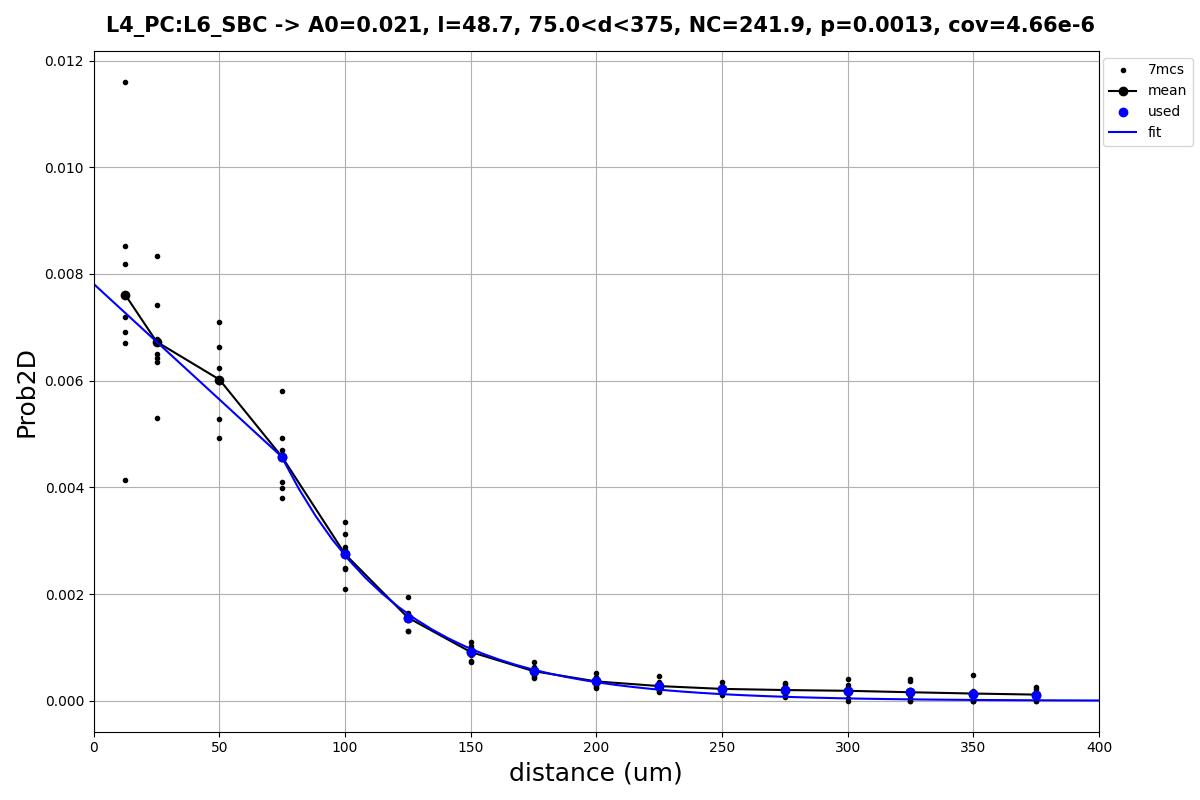 L4_PC:L6_SBC -> A0=0.021, l=48.7, 75.0<d<375, NC=241.9, p=0.0013, cov=4.66e-6
0.012
0.010
0.008
0.006
0.004
0.002
0.000
Prob2D
0 50 100 150 200 250 300 350 400
distance (um)
7mcs
mean
used
fit